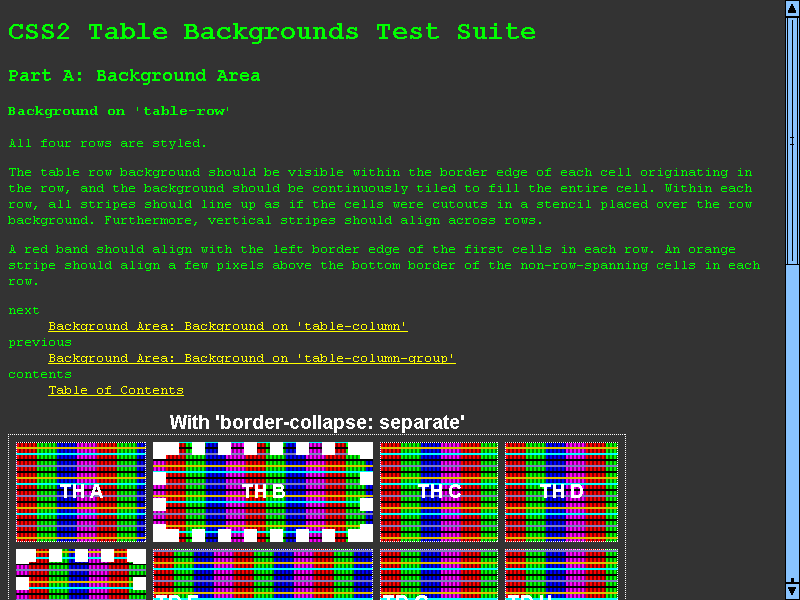 CSS2 Table Backgrounds Test Suite
Part A: Background Area
Background on 'table-row'
All four rows are styled.
The table row background should be visible within the border edge of each cell originating in
the row, and the background should be continuously tiled to fill the entire cell. Within each
row, all stripes should line up as if the cells were cutouts in a stencil placed over the row
background. Furthermore, vertical stripes should align across rows.
A red band should align with the left border edge of the first cells in each row. An orange
stripe should align a few pixels above the bottom border of the non-row-spanning cells in each
row.
next
Background Area: Background on 'table-column'
previous
Background Area: Background on 'table-column-group'
contents
Table of Contents
With 'border-collapse: separate'
TH A TH B TH C TH D